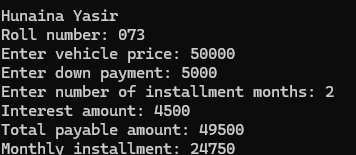 Hunaina Yasir
Roll number: 073
Enter vehicle price: 50000
Enter down payment: 5000
Enter number of installment months: 2
Interest amount: 4500
Total payable amount: 49500
Monthly installment: 24750